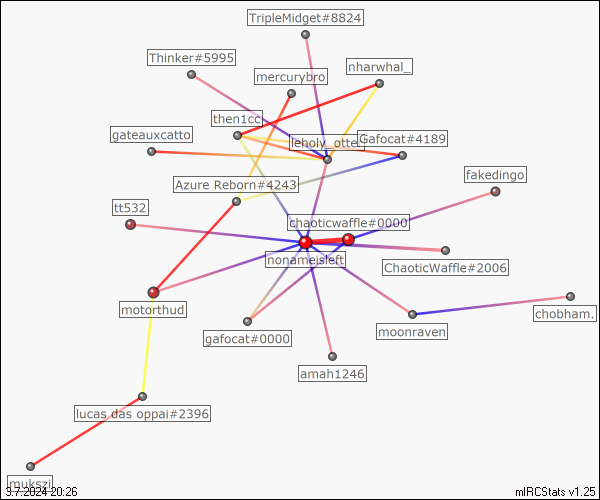 TripleMidget#8824
Thinker#5995
nharwhal_
mercurybro
then1cc
gateauxcatto
leholy_otte
Gafocat#4189
fakedingo
Azure Reborn#4243
tt532
chaoticwaffle#0000
nonameisleft
ChaoticWaffle#2006
motorthud
chobham.
gafocat#0000
moonraven
amah1246
lucas das oppai#2396
mukszi
3.7.2024 20:26
mIRCStats v1.25